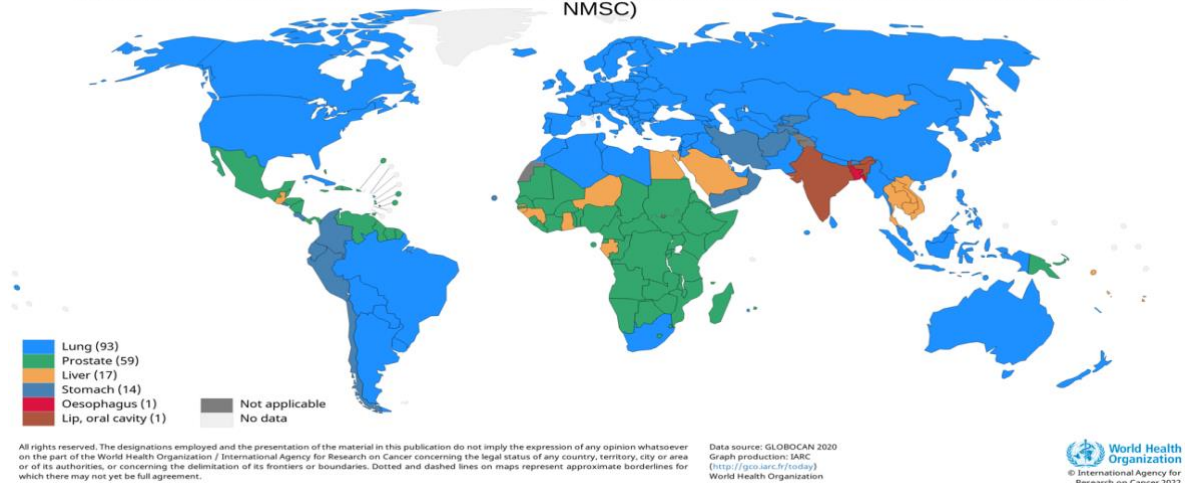 NMSC)
Lung (93)
Prostate (59)
Liver (17)
Stomach (14)
Oesophagus (1)
Lip, oral cavity (1)
Not applicable
No data
All rights reserved. The designations employed and the presentation of the material in this publication do not imply the expression of any opinion whatsoever
on the part of the World Health Organization / International Agency for Research on Cancer concerning the legal status of any country, territory, city or area
or of its authorities, or concerning the delimitation of its frontiers or boundaries. Dotted and dashed lines on maps represent approximate borderlines for
which there may not yet be full agreement.
Data source: GLOBOCAN 2020
Graph production: IARC
(http://gco.iarc.fr/today)
World Health Organization
World Health
Organization
© International Agency for
Research on Cancer 2022